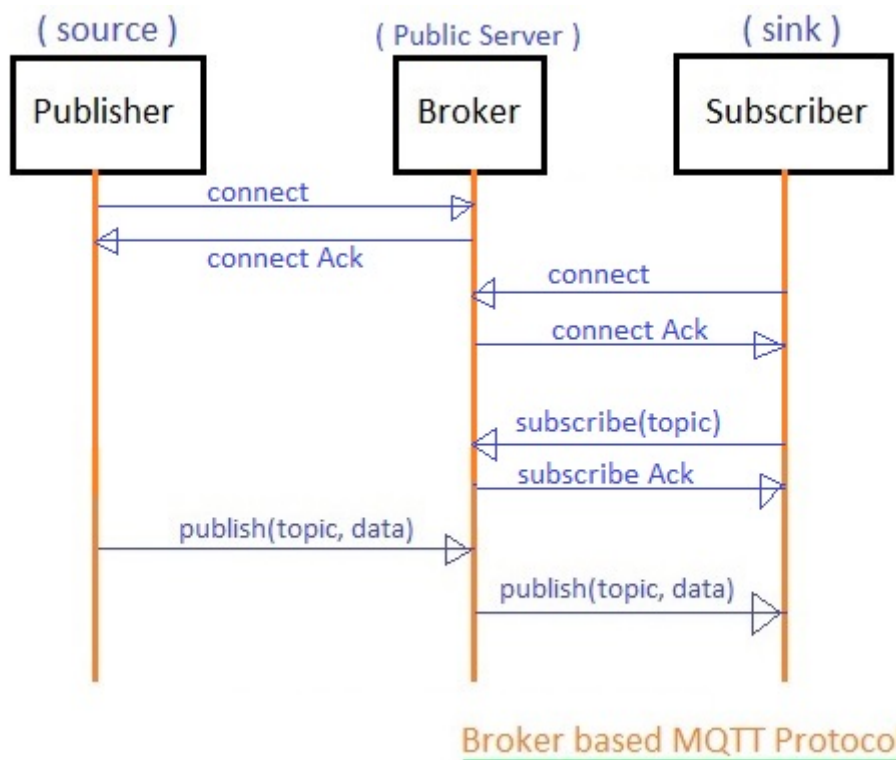 ( source )
( Public Server )
( sink )
Publisher
Broker
Subscriber
connect
connect Ack
connect
connect Ack
subscribe(topic)
subscribe Ack
publish(topic, data)
publish(topic, data)
Broker based MQTT Protoco